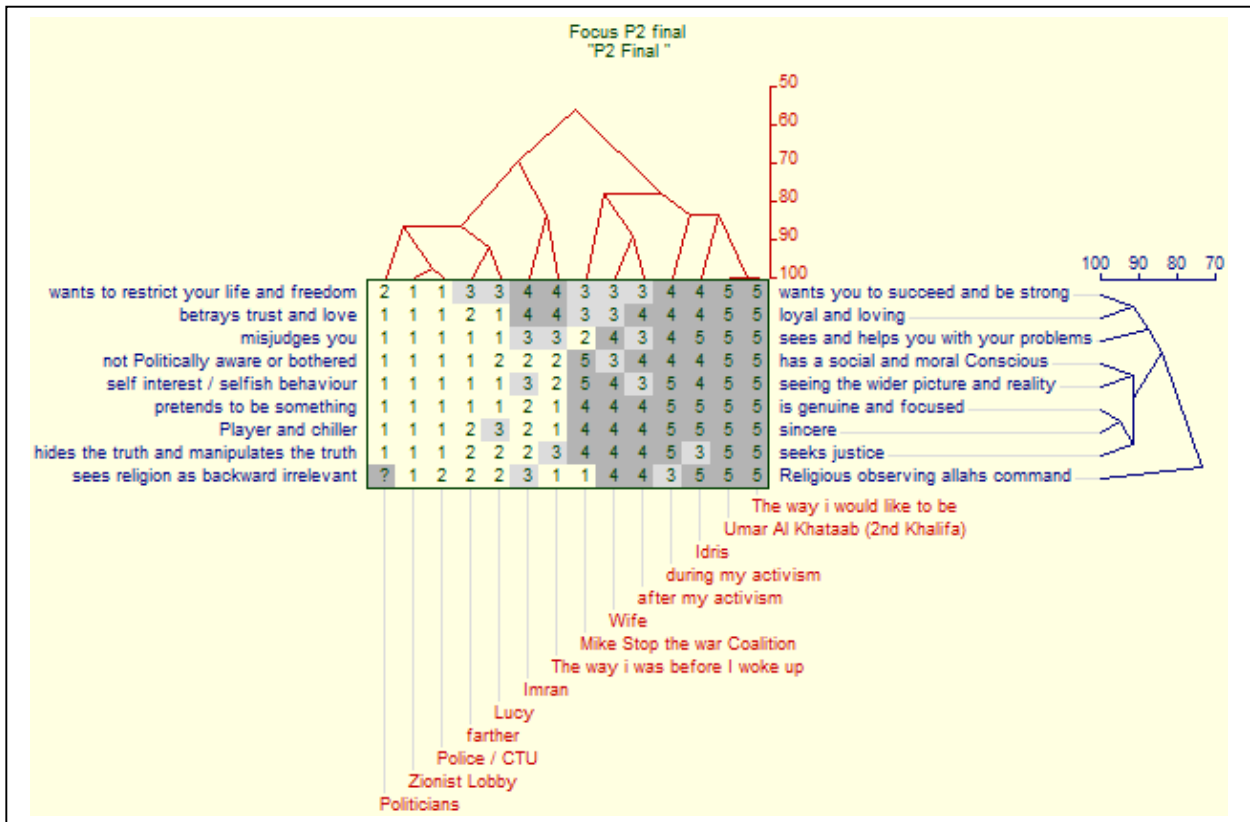 Focus P2 final
"P2 Final "
50
60
70
80
90
100
100 90 80 70
wants to restrict your life and freedom 2 1 1 3 3 4 4 3 3 3 4 4 5 5 wants you to succeed and be strong
betrays trust and love 1 1 1 2 1 4 4 3 3 4 4 4 5 5 loyal and loving
misjudges you 1 1 1 1 1 3 3 2 4 3 4 5 5 5 sees and helps you with your problems
not Politically aware or bothered 1 1 1 1 2 2 2 5 3 4 4 4 5 5 has a social and moral Conscious
self interest / selfish behaviour 1 1 1 1 1 3 2 5 4 3 5 4 5 5 seeing the wider picture and reality
pretends to be something 1 1 1 1 1 2 1 4 4 4 5 5 5 5 is genuine and focused
Player and chiller 1 1 1 2 3 2 1 4 4 4 5 5 5 5 sincere
hides the truth and manipulates the truth 1 1 1 2 2 2 3 4 4 4 5 3 5 5 seeks justice
sees religion as backward irrelevant ? 1 2 2 2 3 1 1 4 4 3 5 5 5 Religious observing allahs command
The way i would like to be
Umar Al Khataab (2nd Khalifa)
Idris
during my activism
after my activism
Wife
Mike Stop the war Coalition
The way i was before I woke up
Imran
Lucy
farther
Police / CTU
Zionist Lobby
Politicians